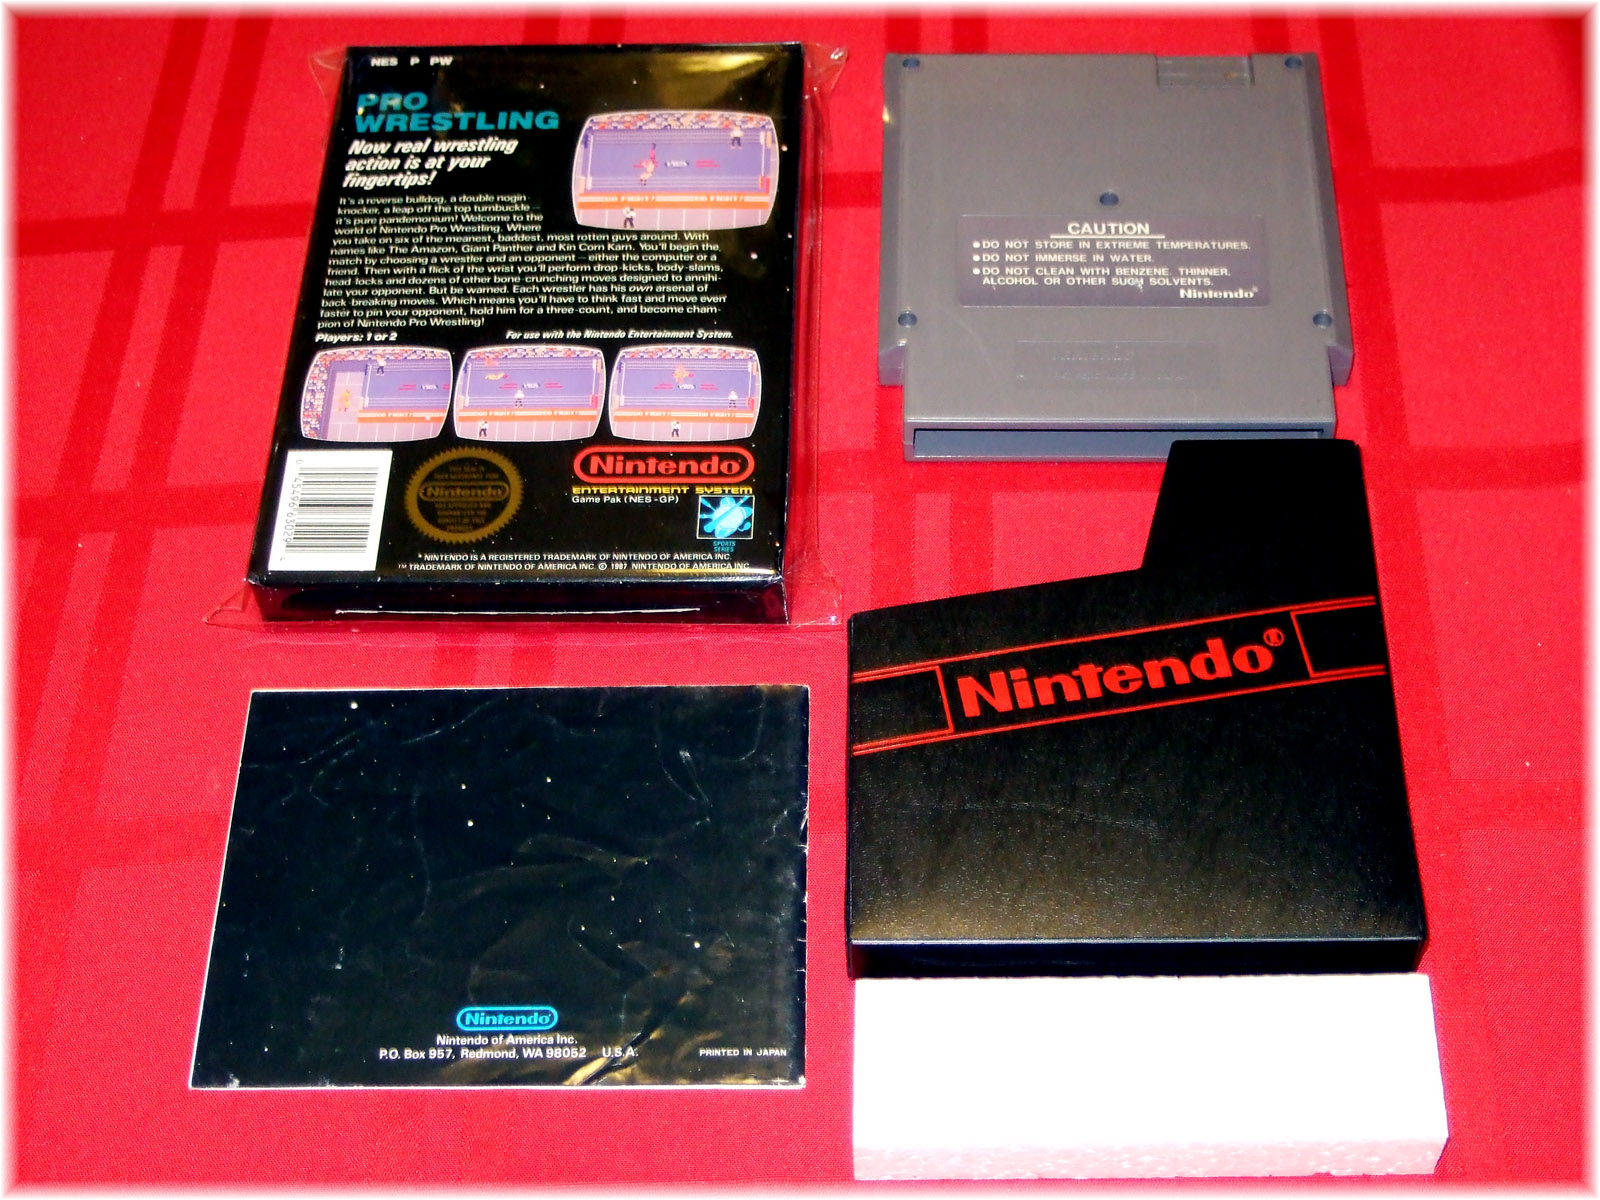 NES P PW
PRO
WRESTLING
Now real wrestling
action is at your
fingertips!
It's a reverse bulldog, a double nogin
knocker, a leap off the top turnbuckle —
it's pure pandemonium! Welcome to the
world of Nintendo Pro Wrestling. Where
you take on six of the meanest, baddest, most rotten guys around. With
names like The Amazon, Giant Panther and Kin Corn Karn. You'll begin the
match by choosing a wrestler and an opponent — either the computer or a
friend. Then with a flick of the wrist you'll perform drop-kicks, body-slams,
head-locks and dozens of other bone-crunching moves designed to annihi-
late your opponent. But be warned. Each wrestler has his own arsenal of
back-breaking moves. Which means you'll have to think fast and move even
faster to pin your opponent, hold him for a three-count, and become cham-
pion of Nintendo Pro Wrestling!
Players: 1 or 2
For use with the Nintendo Entertainment System.
0 45496 63029
Nintendo
Nintendo®
ENTERTAINMENT SYSTEM
Game Pak (NES-GP)
SPORTS
SERIES
* NINTENDO IS A REGISTERED TRADEMARK OF NINTENDO OF AMERICA INC.
™ TRADEMARK OF NINTENDO OF AMERICA INC. © 1987 NINTENDO OF AMERICA INC.
CAUTION
●DO NOT STORE IN EXTREME TEMPERATURES.
●DO NOT IMMERSE IN WATER.
●DO NOT CLEAN WITH BENZENE, THINNER,
ALCOHOL OR OTHER SUCH SOLVENTS.
Nintendo®
Nintendo®
Nintendo®
Nintendo of America Inc.
P.O. Box 957, Redmond, WA 98052 U.S.A.
PRINTED IN JAPAN